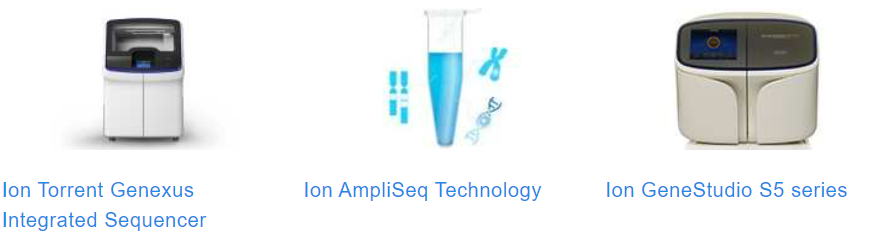 Ion Torrent Genexus
Integrated Sequencer
Ion AmpliSeq Technology
Ion GeneStudio S5 series